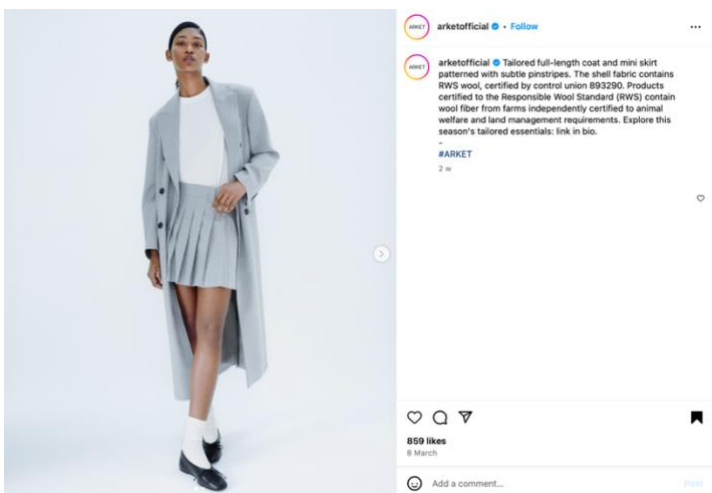 ARKET
arketofficial • Follow
ARKET
arketofficial Tailored full-length coat and mini skirt
patterned with subtle pinstripes. The shell fabric contains
RWS wool, certified by control union 893290. Products
certified to the Responsible Wool Standard (RWS) contain
wool fiber from farms independently certified to animal
welfare and land management requirements. Explore this
season's tailored essentials: link in bio.
-
#ARKET
2 w
859 likes
8 March
Add a comment...
Post